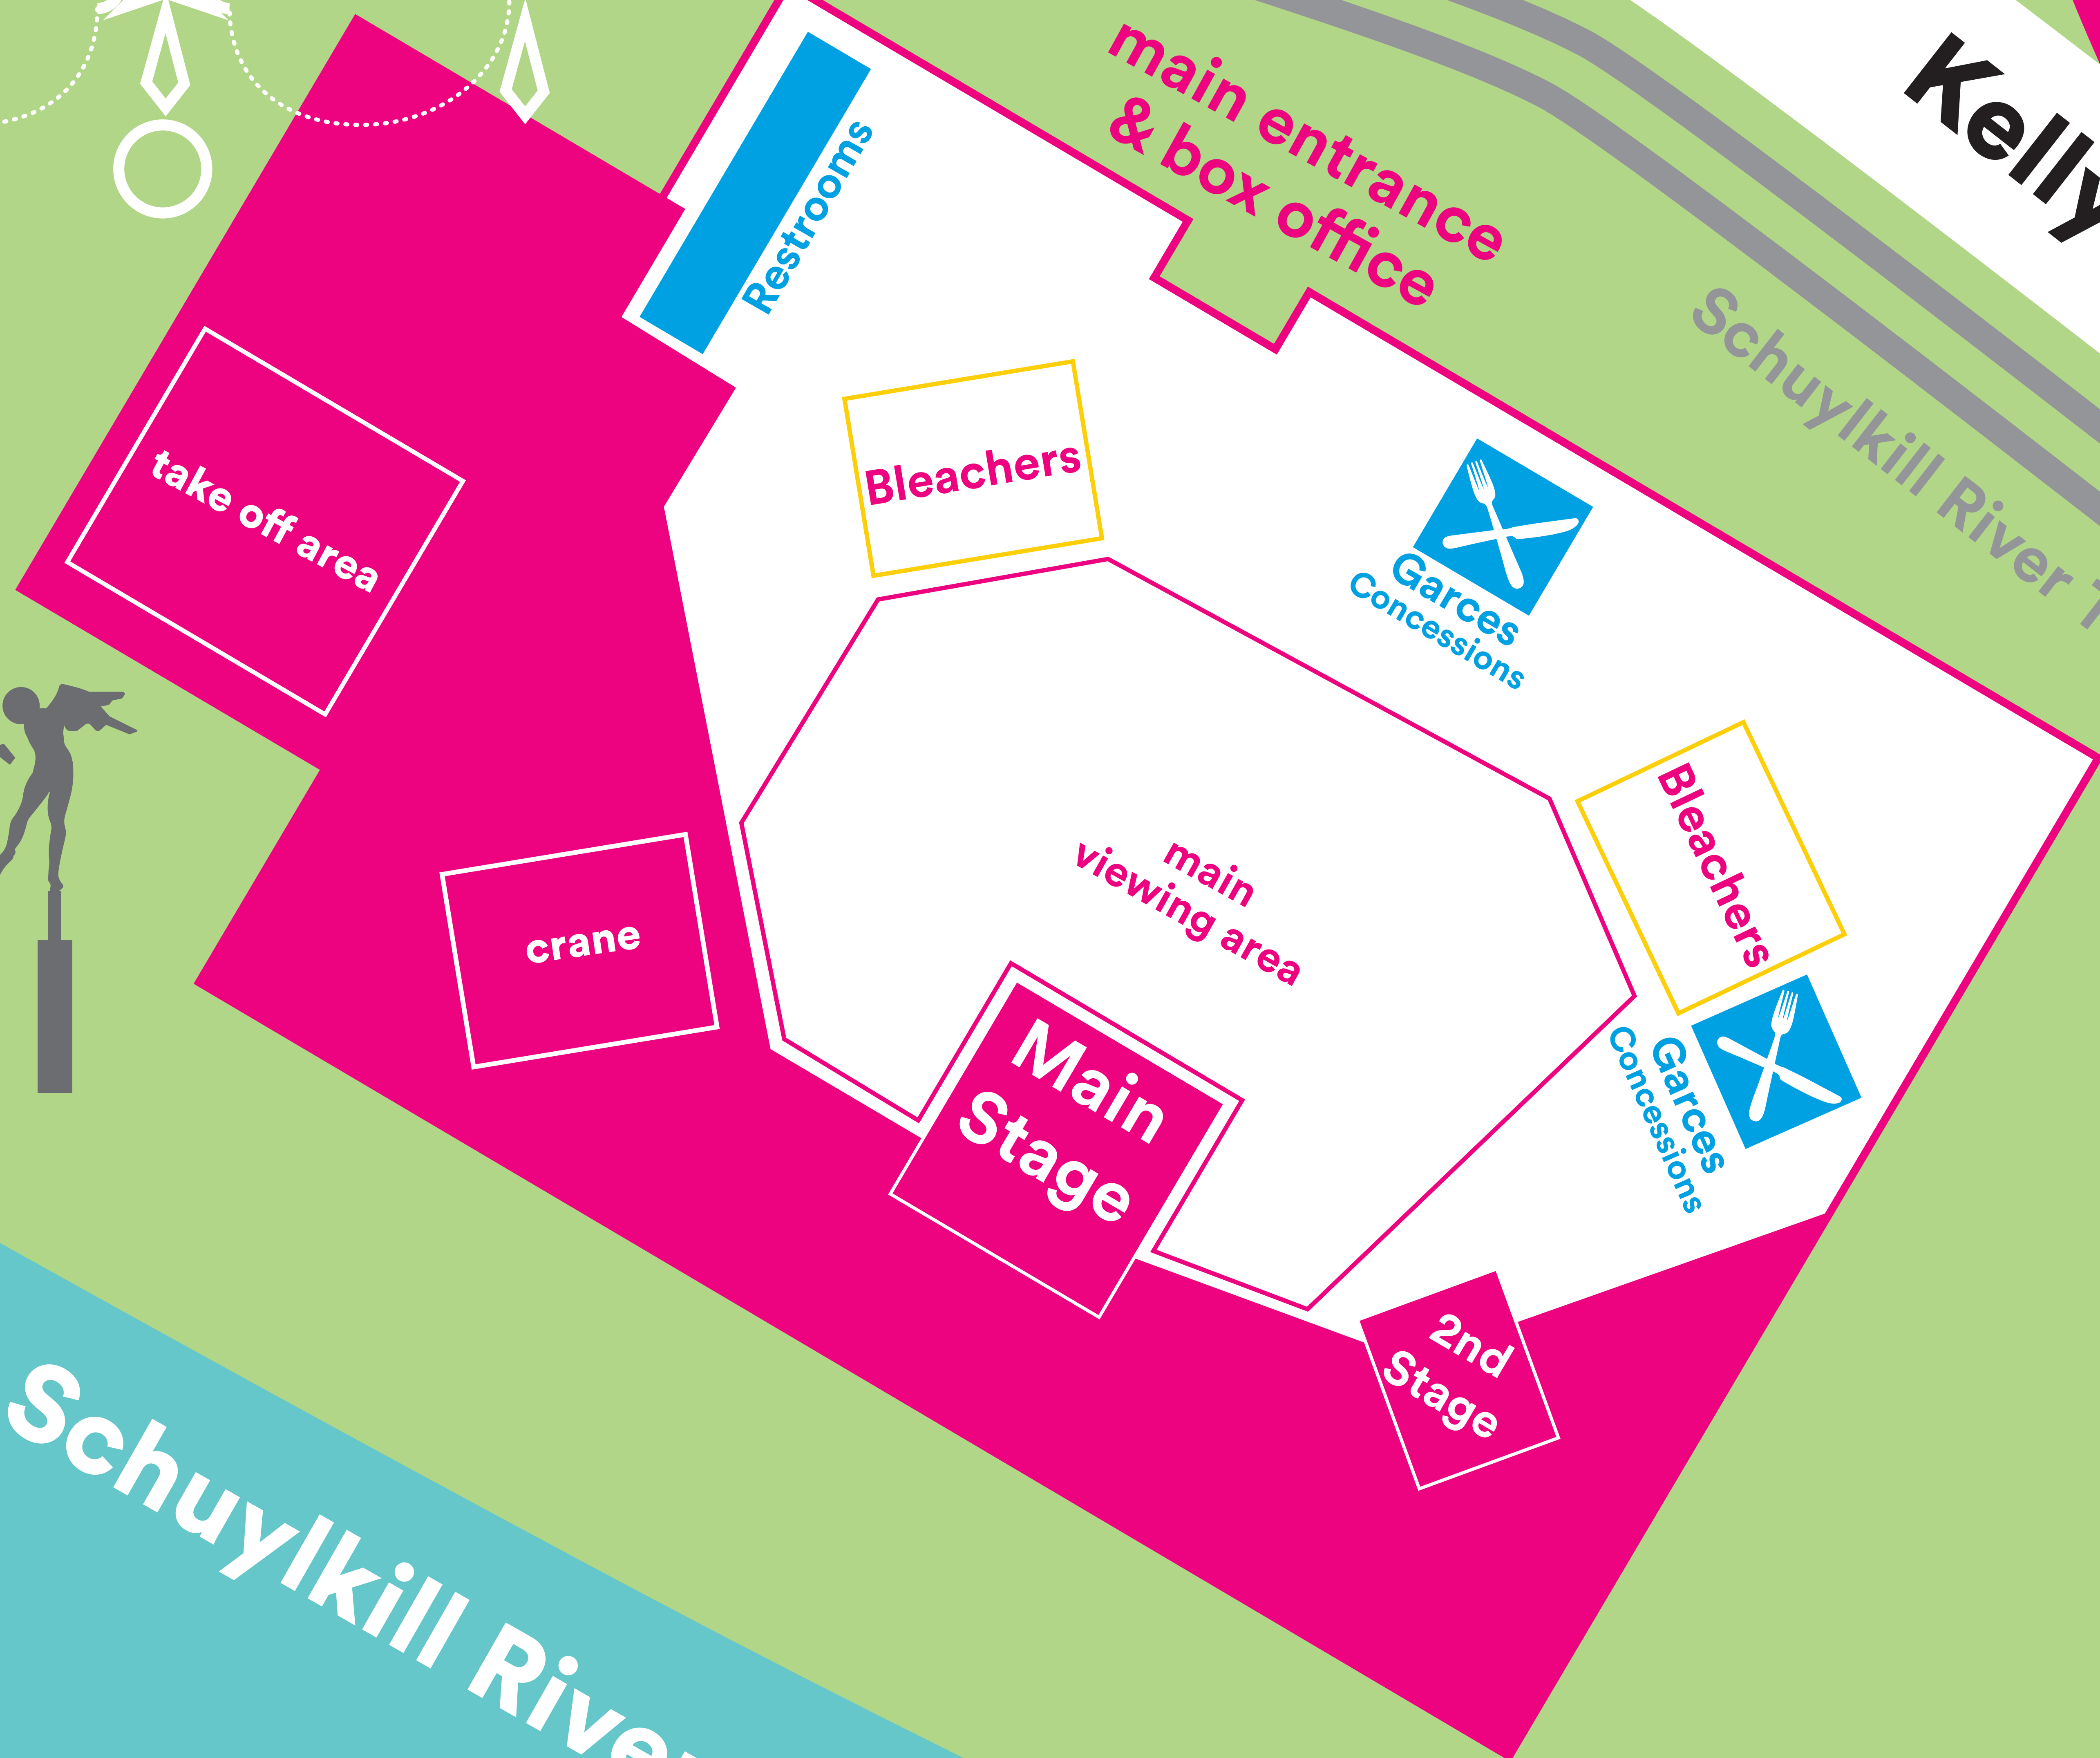 main entrance
& box office
Kelly
Schuylkill River
Restrooms
Bleachers
take off area
Garces
Concessions
Bleachers
main
viewing area
crane
Main
Stage
Garces
Concessions
2nd
Stage
Schuylkill River